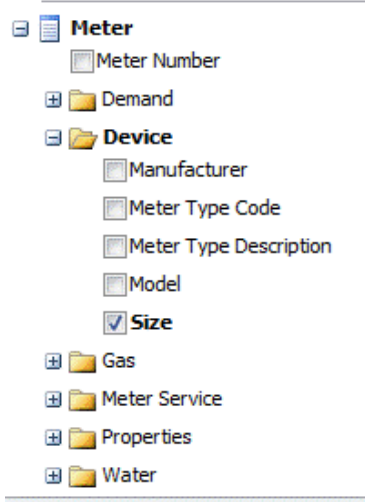 Meter
Meter Number
Demand
Device
Manufacturer
Meter Type Code
Meter Type Description
Model
Size
Gas
Meter Service
Properties
Water